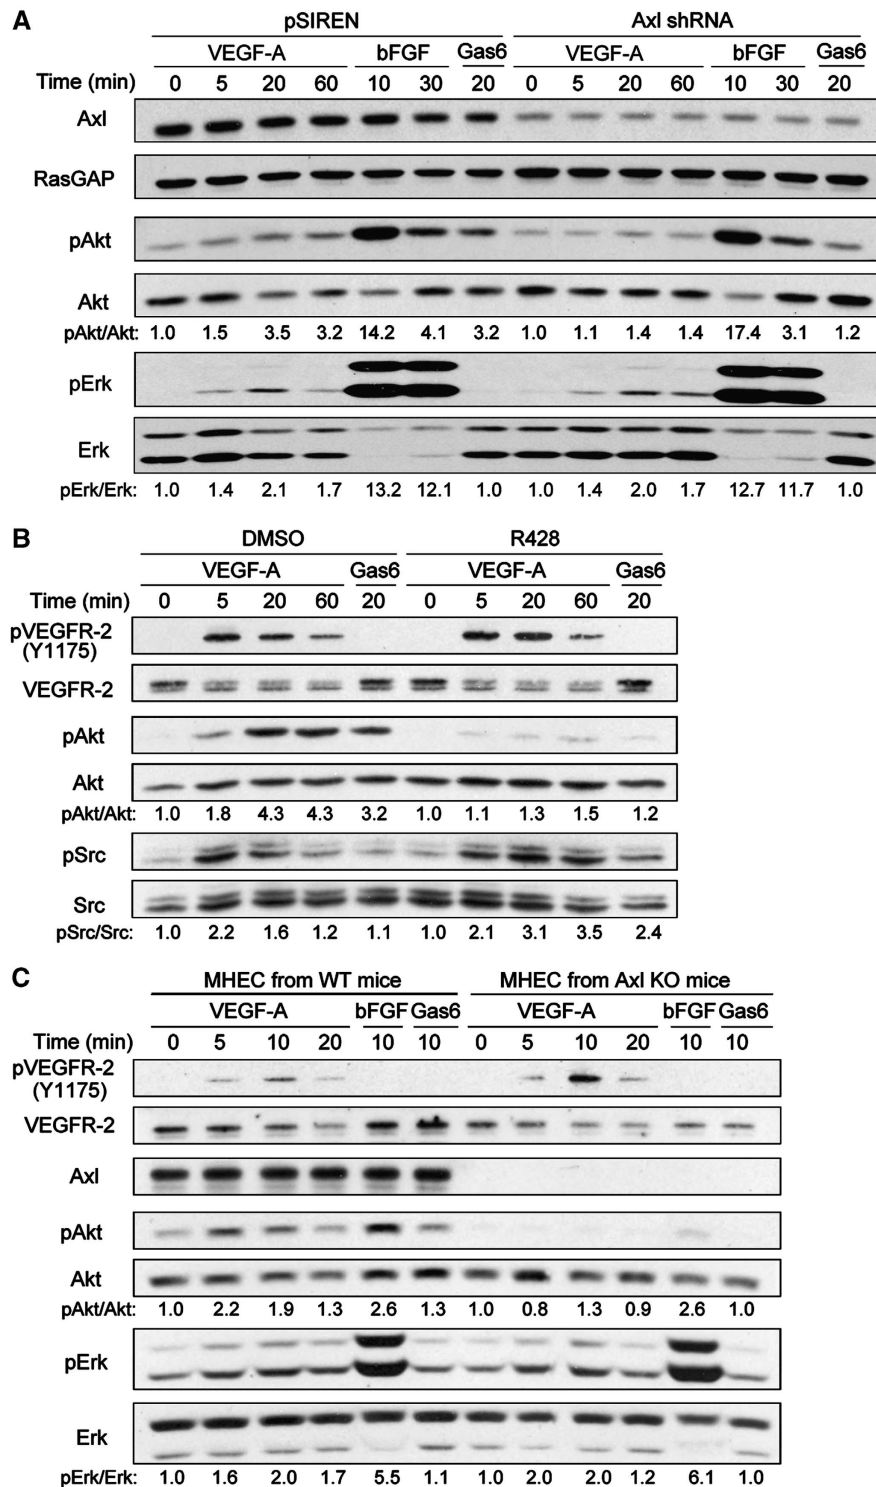 A
pSIREN Axl shRNA
VEGF-A bFGF Gas6 VEGF-A bFGF Gas6
Time (min) 0 5 20 60 10 30 20 0 5 20 60 10 30 20
Axl
RasGAP
pAkt
Akt
pAkt/Akt: 1.0 1.5 3.5 3.2 14.2 4.1 3.2 1.0 1.1 1.4 1.4 17.4 3.1 1.2
pErk
Erk
pErk/Erk: 1.0 1.4 2.1 1.7 13.2 12.1 1.0 1.0 1.4 2.0 1.7 12.7 11.7 1.0
B
DMSO R428
VEGF-A Gas6 VEGF-A Gas6
Time (min) 0 5 20 60 20 0 5 20 60 20
pVEGFR-2
(Y1175)
VEGFR-2
pAkt
Akt
pAkt/Akt: 1.0 1.8 4.3 4.3 3.2 1.0 1.1 1.3 1.5 1.2
pSrc
Src
pSrc/Src: 1.0 2.2 1.6 1.2 1.1 1.0 2.1 3.1 3.5 2.4
C
MHEC from WT mice MHEC from Axl KO mice
VEGF-A bFGF Gas6 VEGF-A bFGF Gas6
Time (min) 0 5 10 20 10 10 0 5 10 20 10 10
pVEGFR-2
(Y1175)
VEGFR-2
Axl
pAkt
Akt
pAkt/Akt: 1.0 2.2 1.9 1.3 2.6 1.3 1.0 0.8 1.3 0.9 2.6 1.0
pErk
Erk
pErk/Erk: 1.0 1.6 2.0 1.7 5.5 1.1 1.0 2.0 2.0 1.2 6.1 1.0